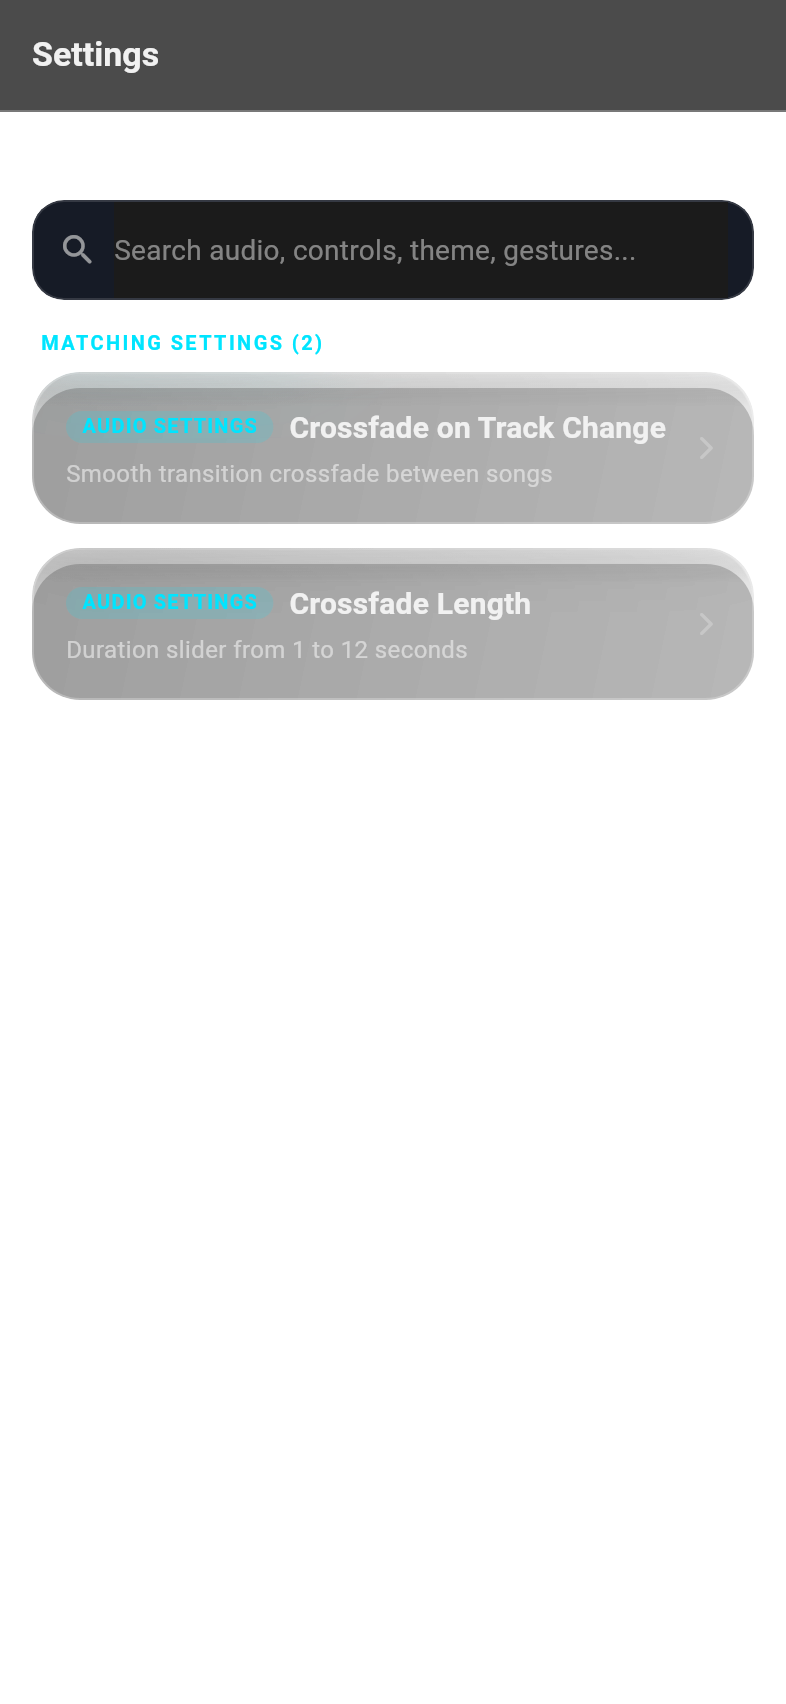 Settings
Search audio, controls, theme, gestures...
MATCHING SETTINGS (2)
AUDIO SETTINGS Crossfade on Track Change
Smooth transition crossfade between songs
AUDIO SETTINGS Crossfade Length
Duration slider from 1 to 12 seconds